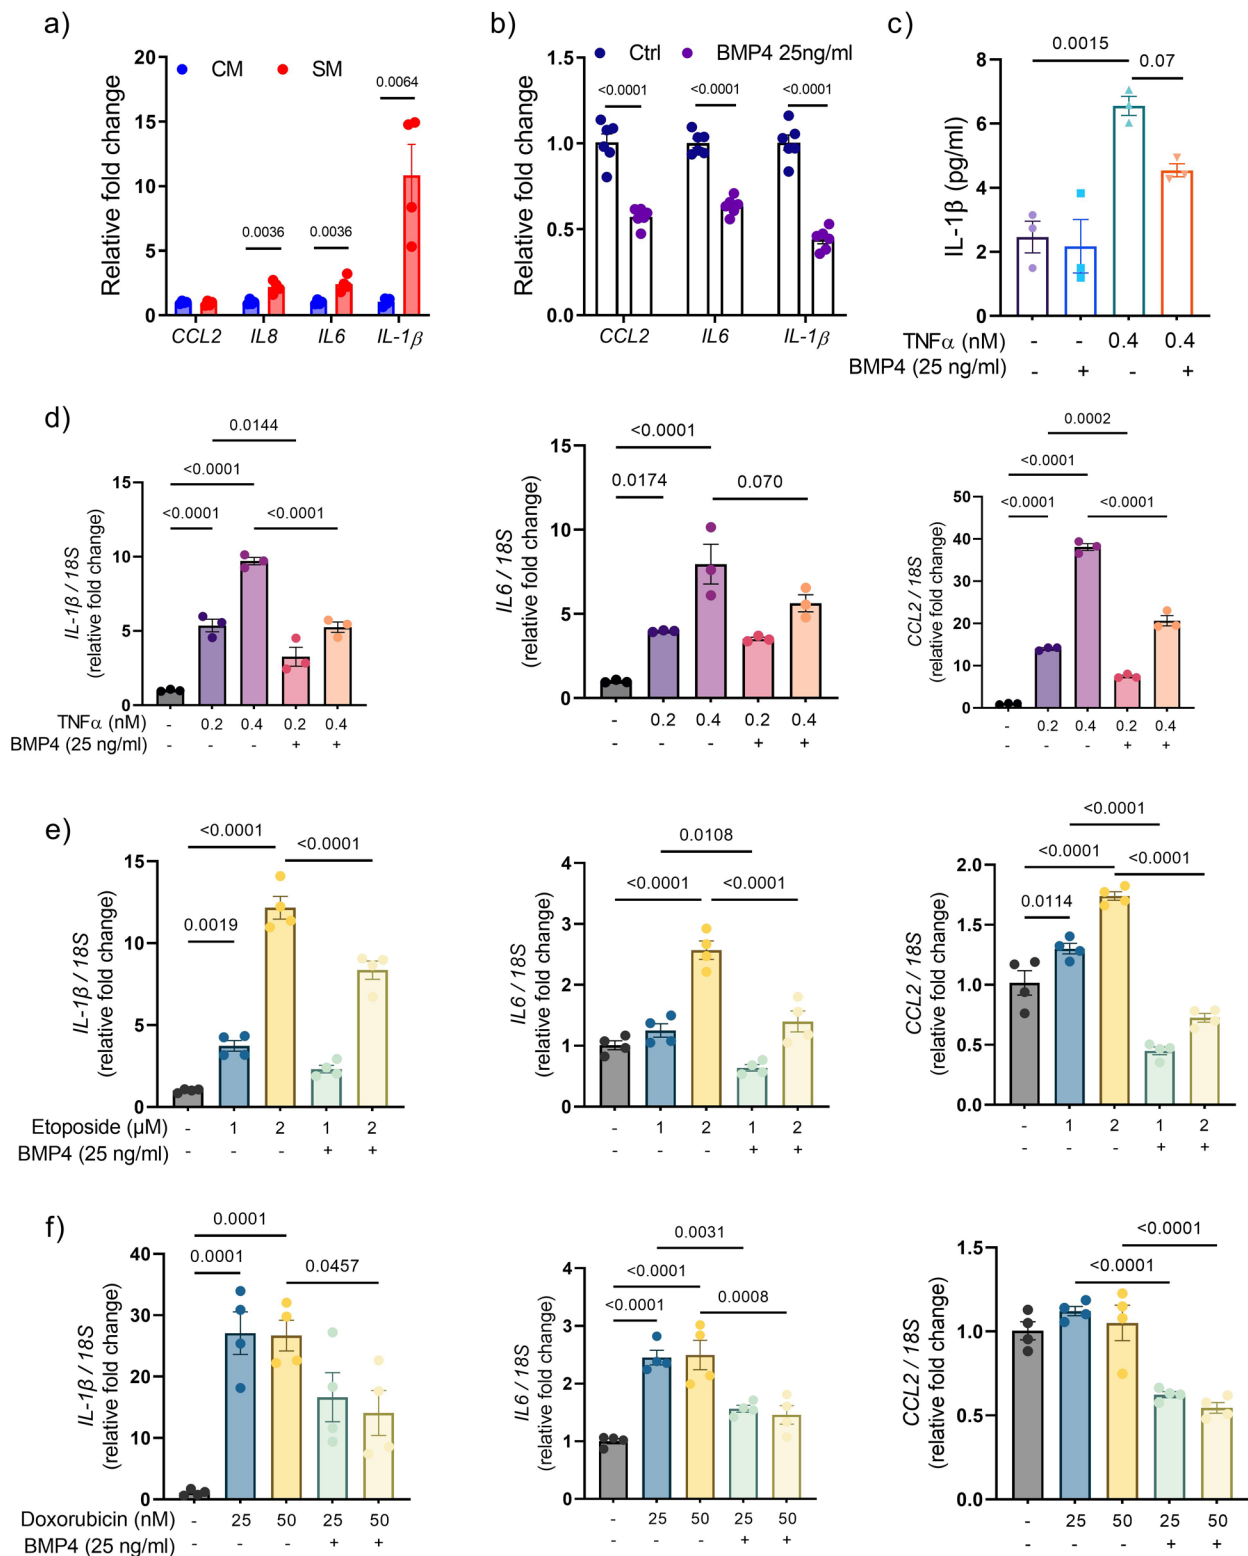 a)
CM SM
Relative fold change
20
15
10
5
0
0.0036
0.0036
0.0064
CCL2 IL8 IL6 IL-1β
b)
Ctrl BMP4 25ng/ml
Relative fold change
1.5
1.0
0.5
0.0
<0.0001 <0.0001 <0.0001
CCL2 IL6 IL-1β
c)
IL-1β (pg/ml)
8
6
4
2
0
0.0015
0.07
TNFα (nM) - - 0.4 0.4
BMP4 (25 ng/ml) - + - +
d)
IL-1β / 18S
(relative fold change)
15
10
5
0
0.0144
<0.0001
<0.0001 <0.0001
TNFα (nM) - 0.2 0.4 0.2 0.4
BMP4 (25 ng/ml) - - - + +
IL6 / 18S
(relative fold change)
15
10
5
0
<0.0001
0.0174 0.070
- 0.2 0.4 0.2 0.4
- - - + +
CCL2 / 18S
(relative fold change)
50
40
30
20
10
0
0.0002
<0.0001
<0.0001 <0.0001
- 0.2 0.4 0.2 0.4
- - - + +
e)
IL-1β / 18S
(relative fold change)
15
10
5
0
<0.0001
<0.0001
0.0019
Etoposide (µM) - 1 2 1 2
BMP4 (25 ng/ml) - - - + +
IL6 / 18S
(relative fold change)
4
3
2
1
0
0.0108
<0.0001 <0.0001
- 1 2 1 2
- - - + +
CCL2 / 18S
(relative fold change)
2.0
1.5
1.0
0.5
0.0
<0.0001
<0.0001 <0.0001
0.0114
- 1 2 1 2
- - - + +
f)
IL-1β / 18S
(relative fold change)
40
30
20
10
0
0.0001
0.0001 0.0457
Doxorubicin (nM) - 25 50 25 50
BMP4 (25 ng/ml) - - - + +
IL6 / 18S
(relative fold change)
4
3
2
1
0
0.0031
<0.0001
<0.0001 0.0008
- 25 50 25 50
- - - + +
CCL2 / 18S
(relative fold change)
1.5
1.0
0.5
0.0
<0.0001
<0.0001
- 25 50 25 50
- - - + +